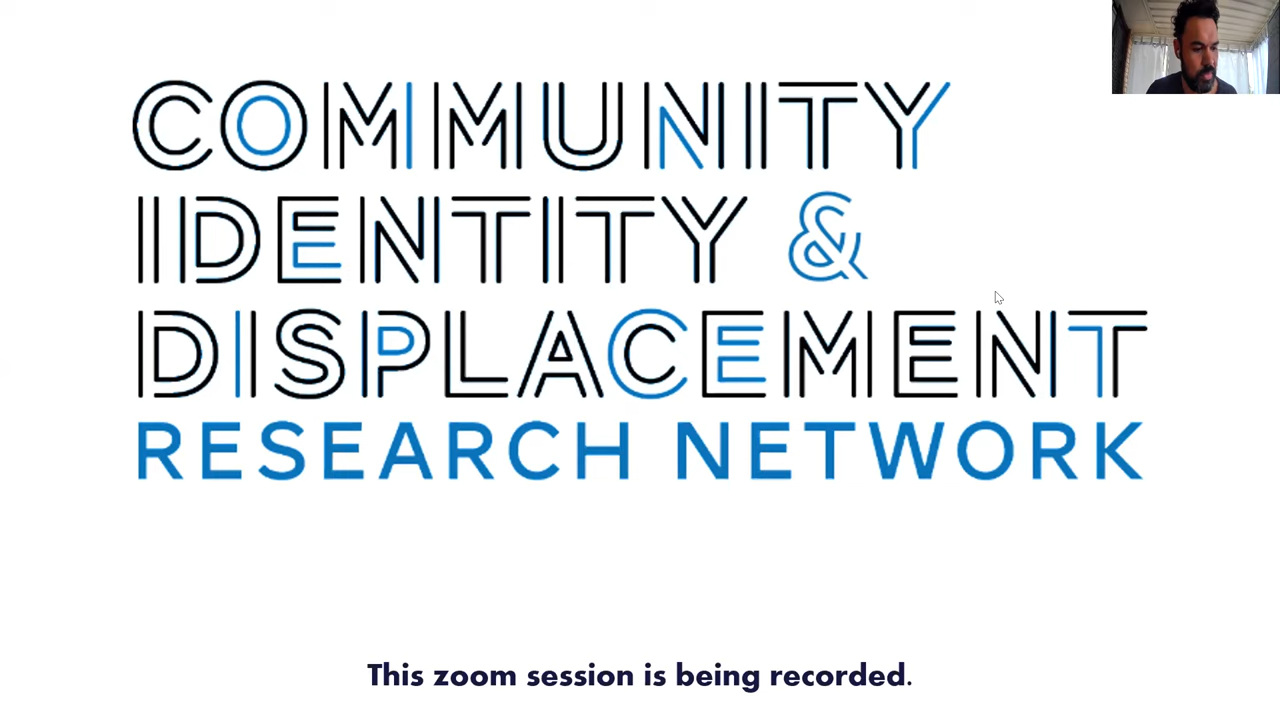 COMMUNITY
IDENTITY &
DISPLACEMENT
RESEARCH NETWORK
This zoom session is being recorded.